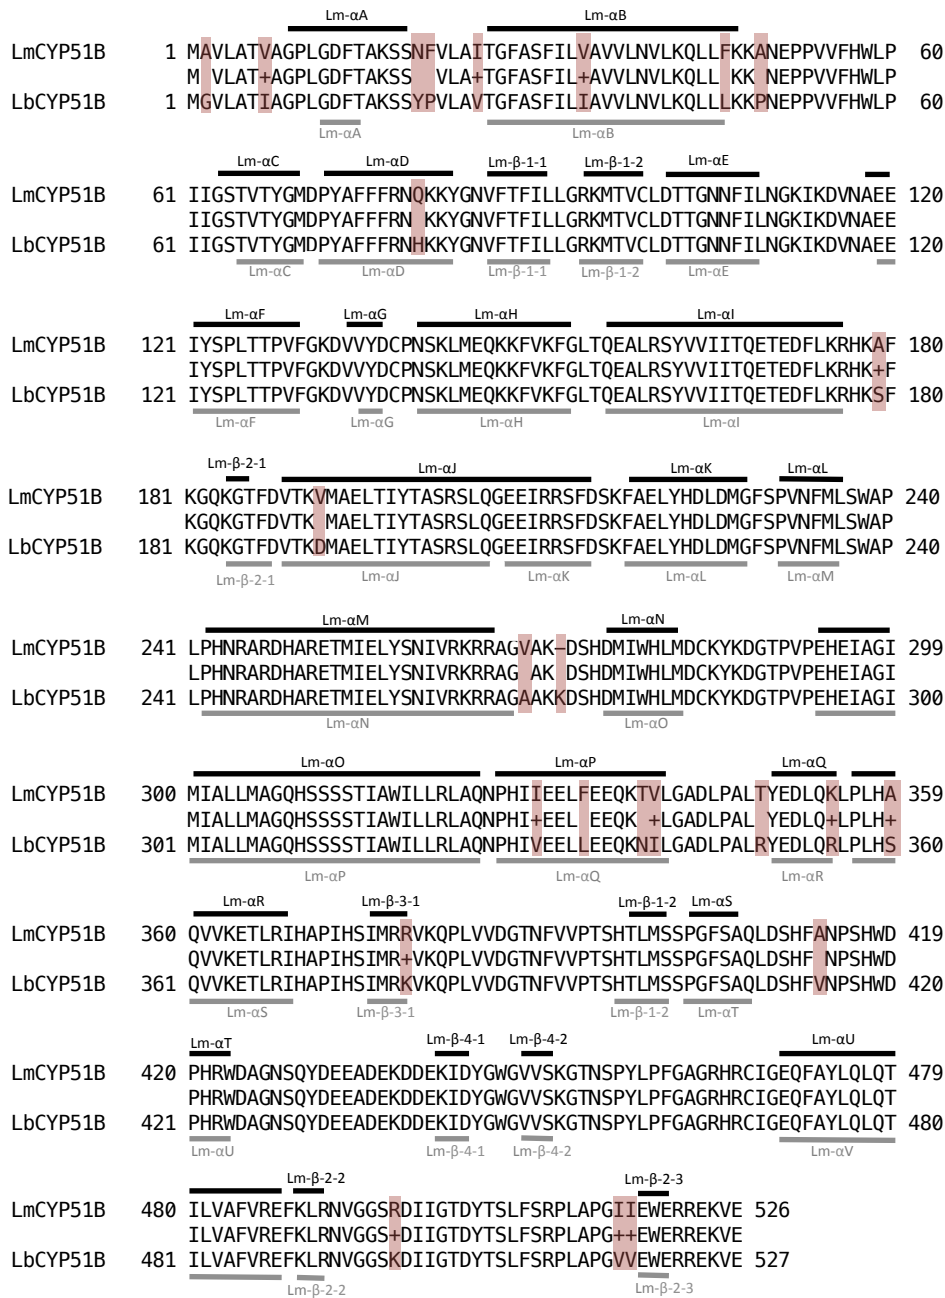 Lm-αA Lm-αB
LmCYP51B 1 MAVLATVAGPLGDFTAKSSNFVLAITGFASFILVAVVLNVLKQLLFKKANEPPVVFHWLP 60
M VLAT+AGPLGDFTAKSS  VLA+TGFASFIL+AVVLNVLKQLL KK NEPPVVFHWLP
LbCYP51B 1 MGVLATIAGPLGDFTAKSSYPVLAVTGFASFILIAVVLNVLKQLLLKKPNEPPVVFHWLP 60
Lm-αA Lm-αB
Lm-αC Lm-αD Lm-β-1-1 Lm-β-1-2 Lm-αE
LmCYP51B 61 IIGSTVTYGMDPYAFFFRNQKKYGNVFTFILLGRKMTVCLDTTGNNFILNGKIKDVNAEE 120
IIGSTVTYGMDPYAFFFRN KKYGNVFTFILLGRKMTVCLDTTGNNFILNGKIKDVNAEE
LbCYP51B 61 IIGSTVTYGMDPYAFFFRNHKKYGNVFTFILLGRKMTVCLDTTGNNFILNGKIKDVNAEE 120
Lm-αC Lm-αD Lm-β-1-1 Lm-β-1-2 Lm-αE
Lm-αF Lm-αG Lm-αH Lm-αI
LmCYP51B 121 IYSPLTTPVFGKDVVYDCPNSKLMEQKKFVKFGLTQEALRSYVVIITQETEDFLKRHKAF 180
IYSPLTTPVFGKDVVYDCPNSKLMEQKKFVKFGLTQEALRSYVVIITQETEDFLKRHK+F
LbCYP51B 121 IYSPLTTPVFGKDVVYDCPNSKLMEQKKFVKFGLTQEALRSYVVIITQETEDFLKRHKSF 180
Lm-αF Lm-αG Lm-αH Lm-αI
Lm-β-2-1 Lm-αJ Lm-αK Lm-αL
LmCYP51B 181 KGQKGTFDVTKVMAELTIYTASRSLQGEEIRRSFDSKFAELYHDLDMGFSPVNFMLSWAP 240
KGQKGTFDVTK MAELTIYTASRSLQGEEIRRSFDSKFAELYHDLDMGFSPVNFMLSWAP
LbCYP51B 181 KGQKGTFDVTKDMAELTIYTASRSLQGEEIRRSFDSKFAELYHDLDMGFSPVNFMLSWAP 240
Lm-β-2-1 Lm-αJ Lm-αK Lm-αL Lm-αM
Lm-αM Lm-αN
LmCYP51B 241 LPHNRARDHARETMIELYSNIVRKRRAGVAK–DSHDMIWHLMDCKYKDGTPVPEHEIAGI 299
LPHNRARDHARETMIELYSNIVRKRRAG AK DSHDMIWHLMDCKYKDGTPVPEHEIAGI
LbCYP51B 241 LPHNRARDHARETMIELYSNIVRKRRAGAAKKDSHDMIWHLMDCKYKDGTPVPEHEIAGI 300
Lm-αN Lm-αO
Lm-αO Lm-αP Lm-αQ
LmCYP51B 300 MIALLMAGQHSSSSTIAWILLRLAQNPHIIEELFEEQKTVLGADLPALTYEDLQKLPLHA 359
MIALLMAGQHSSSSTIAWILLRLAQNPHI+EEL EEQK +LGADLPAL YEDLQ+LPLH+
LbCYP51B 301 MIALLMAGQHSSSSTIAWILLRLAQNPHIVEELLEEQKNILGADLPALRYEDLQRLPLHS 360
Lm-αP Lm-αQ Lm-αR
Lm-αR Lm-β-3-1 Lm-β-1-2 Lm-αS
LmCYP51B 360 QVVKETLRIHAPIHSIMRRVKQPLVVDGTNFVVPTSHTLMSSPGFSAQLDSHFANPSHWD 419
QVVKETLRIHAPIHSIMR+VKQPLVVDGTNFVVPTSHTLMSSPGFSAQLDSHF NPSHWD
LbCYP51B 361 QVVKETLRIHAPIHSIMRKVKQPLVVDGTNFVVPTSHTLMSSPGFSAQLDSHFVNPSHWD 420
Lm-αS Lm-β-3-1 Lm-β-1-2 Lm-αT
Lm-αT Lm-β-4-1 Lm-β-4-2 Lm-αU
LmCYP51B 420 PHRWDAGNSQYDEEADEKDDEKIDYGWGVVSKGTNSPYLPFGAGRHRCIGEQFAYLQLQT 479
PHRWDAGNSQYDEEADEKDDEKIDYGWGVVSKGTNSPYLPFGAGRHRCIGEQFAYLQLQT
LbCYP51B 421 PHRWDAGNSQYDEEADEKDDEKIDYGWGVVSKGTNSPYLPFGAGRHRCIGEQFAYLQLQT 480
Lm-αU Lm-β-4-1 Lm-β-4-2 Lm-αV
Lm-β-2-2 Lm-β-2-3
LmCYP51B 480 ILVAFVREFKLRNVGGSRDIIGTDYTSLFSRPLAPGIIEWERREKVE 526
ILVAFVREFKLRNVGGS+DIIGTDYTSLFSRPLAPG++EWERREKVE
LbCYP51B 481 ILVAFVREFKLRNVGGSKDIIGTDYTSLFSRPLAPGVVEWERREKVE 527
Lm-β-2-2 Lm-β-2-3